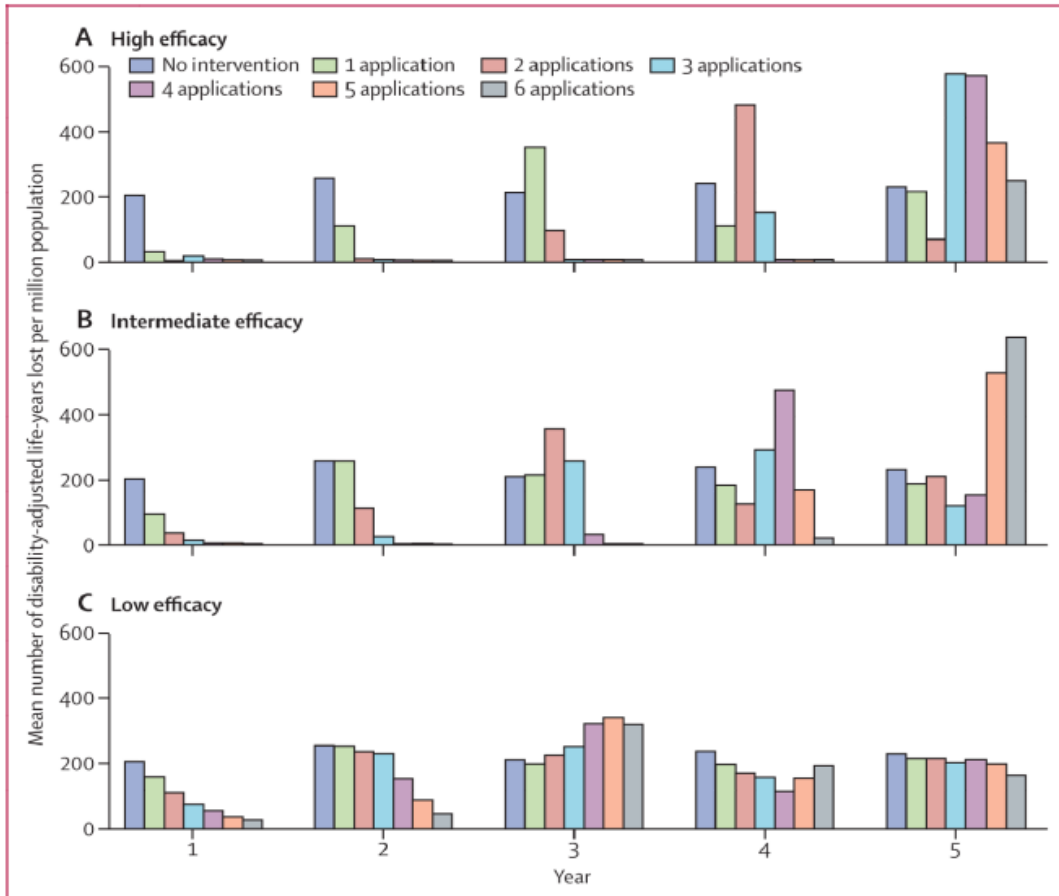 A High efficacy
No intervention 1 application 2 applications 3 applications
4 applications 5 applications 6 applications
600
400
200
0
B Intermediate efficacy
600
400
200
0
C Low efficacy
600
400
200
0
1 2 3 4 5
Year
Mean number of disability-adjusted life-years lost per million population